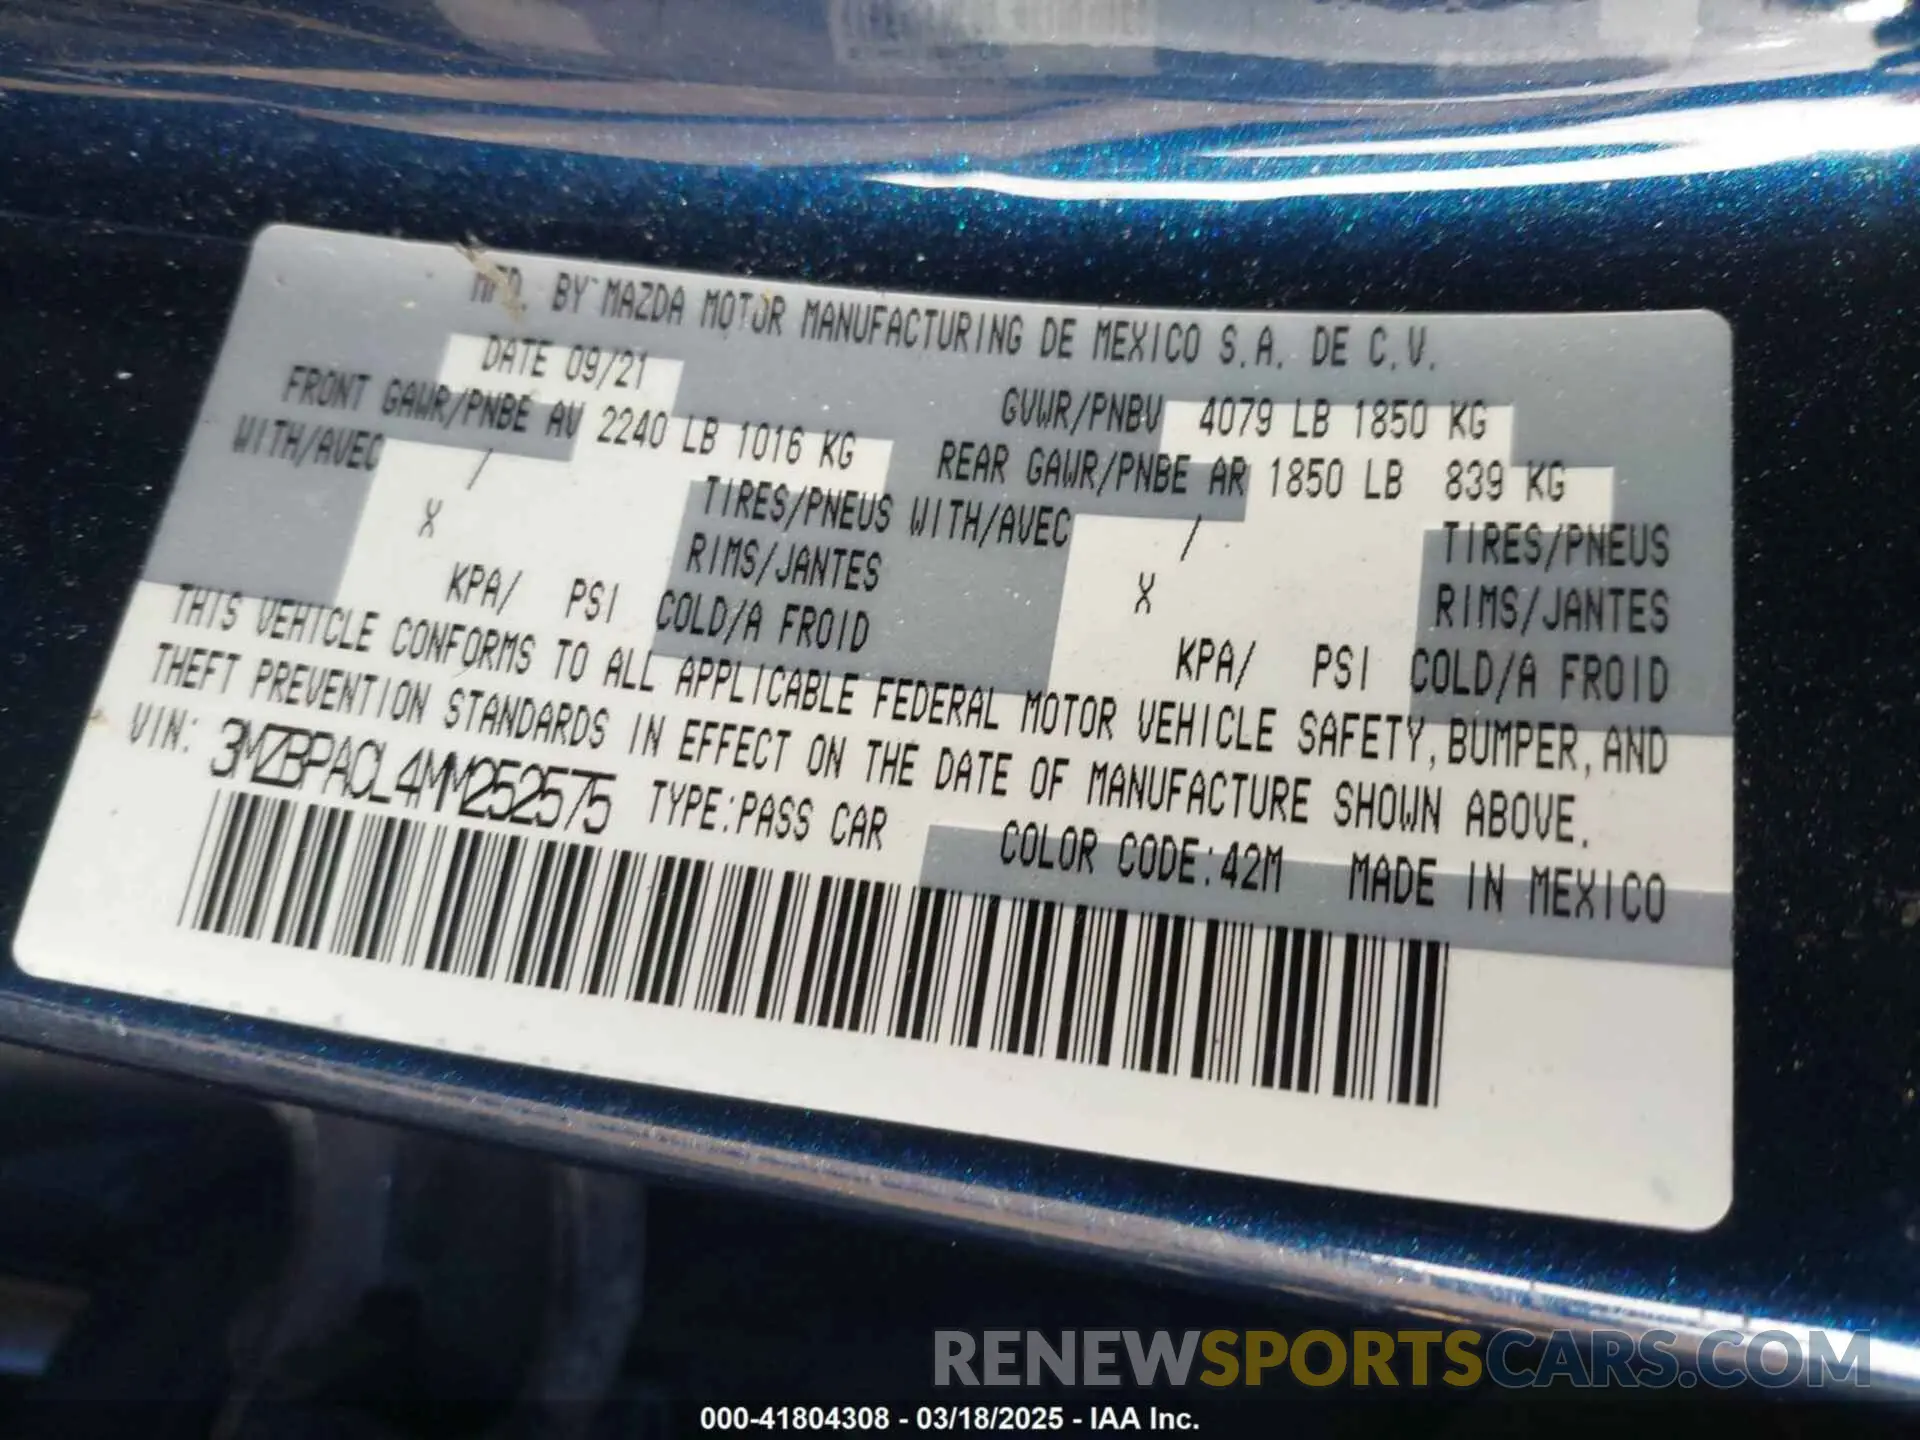 MFD. BY MAZDA MOTOR MANUFACTURING DE MEXICO S.A. DE C.V.
DATE 09/21
GVWR/PNBV 4079 LB 1850 KG
FRONT GAWR/PNBE AV 2240 LB 1016 KG
REAR GAWR/PNBE AR 1850 LB 839 KG
WITH/AVEC / TIRES/PNEUS WITH/AVEC / TIRES/PNEUS
X RIMS/JANTES X RIMS/JANTES
KPA/ PSI COLD/A FROID KPA/ PSI COLD/A FROID
THIS VEHICLE CONFORMS TO ALL APPLICABLE FEDERAL MOTOR VEHICLE SAFETY, BUMPER, AND
THEFT PREVENTION STANDARDS IN EFFECT ON THE DATE OF MANUFACTURE SHOWN ABOVE.
VIN: 3MZBPACL4MM252575 TYPE:PASS CAR
COLOR CODE:42M MADE IN MEXICO
RENEWSPORTSCARS.COM
000-41804308 - 03/18/2025 - IAA Inc.